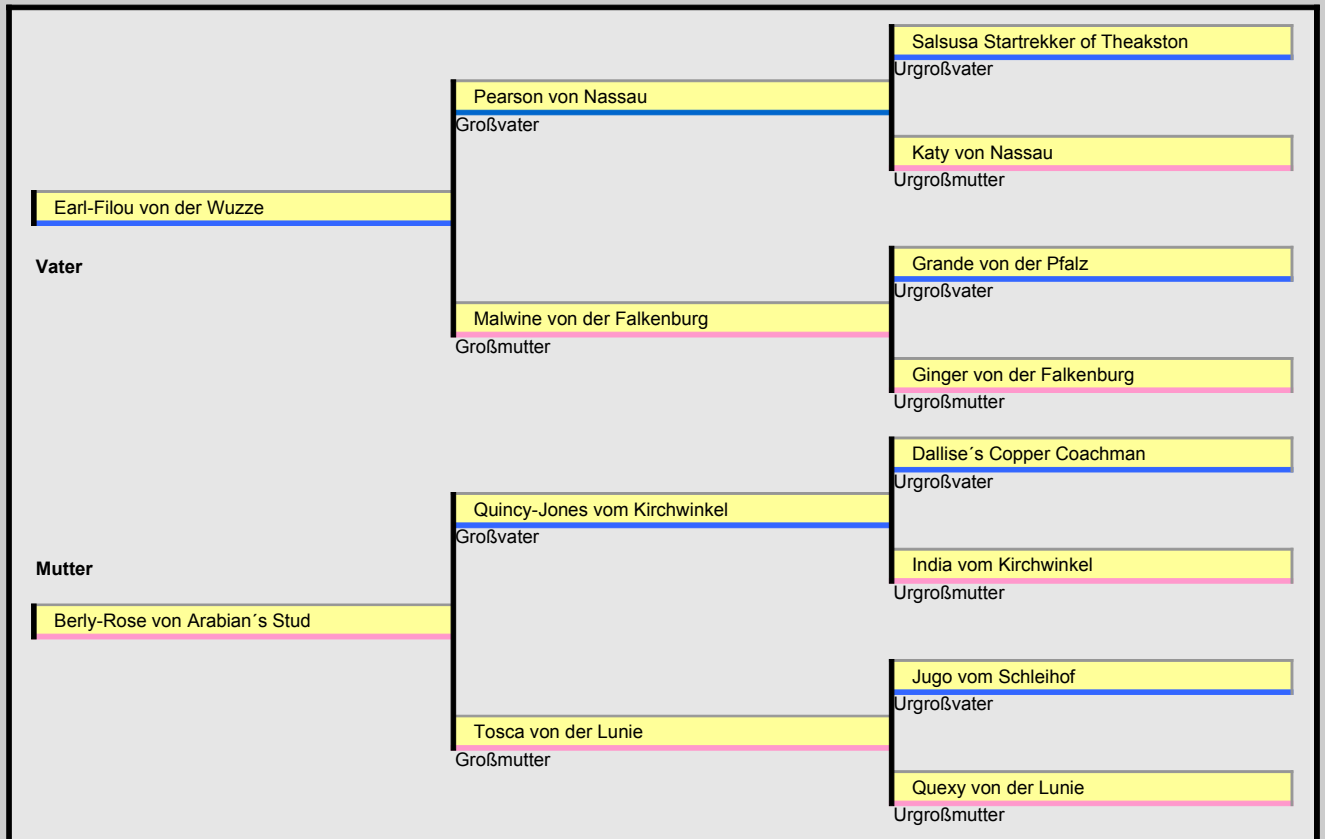 Salsusa Startrekker of Theakston
Urgroßvater
Pearson von Nassau
Großvater
Katy von Nassau
Urgroßmutter
Earl-Filou von der Wuzze
Vater
Grande von der Pfalz
Urgroßvater
Malwine von der Falkenburg
Großmutter
Ginger von der Falkenburg
Urgroßmutter
Dallise´s Copper Coachman
Urgroßvater
Quincy-Jones vom Kirchwinkel
Großvater
Mutter
India vom Kirchwinkel
Urgroßmutter
Berly-Rose von Arabian´s Stud
Jugo vom Schleihof
Urgroßvater
Tosca von der Lunie
Großmutter
Quexy von der Lunie
Urgroßmutter